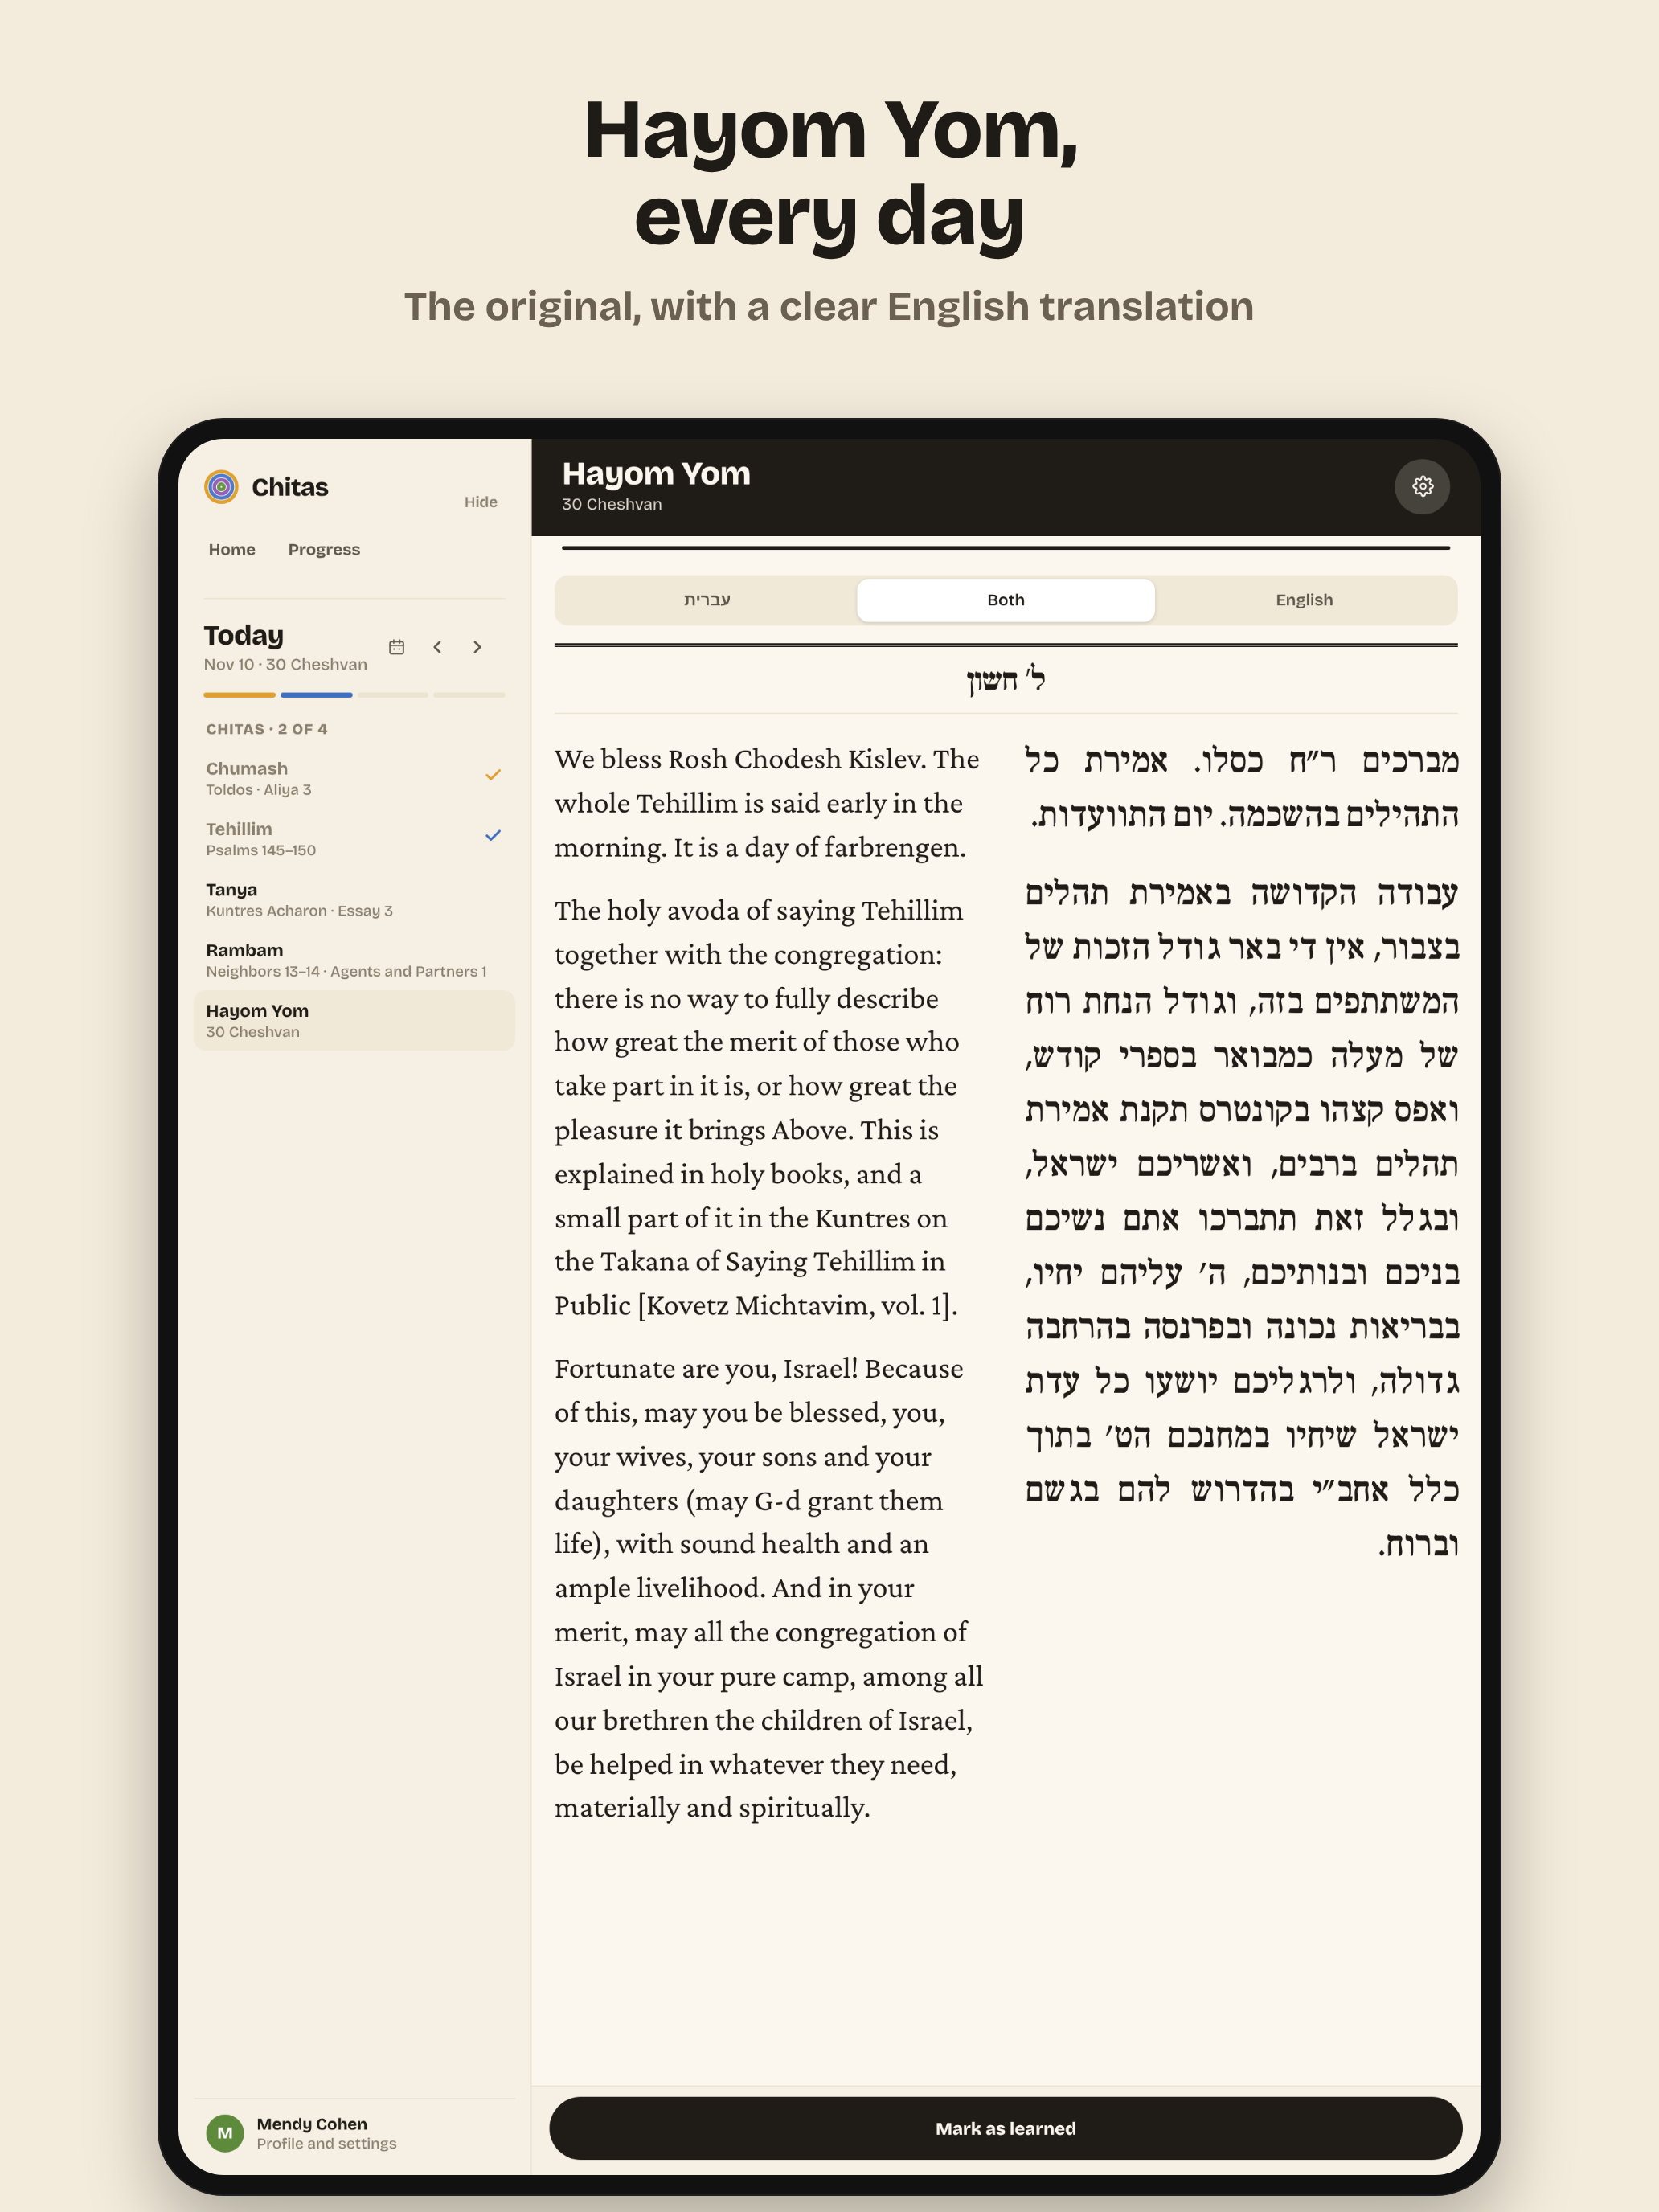 Hayom Yom,
every day
The original, with a clear English translation
Chitas
Hide
Home Progress
Today
Nov 10 · 30 Cheshvan
CHITAS · 2 OF 4
Chumash
Toldos · Aliya 3
Tehillim
Psalms 145–150
Tanya
Kuntres Acharon · Essay 3
Rambam
Neighbors 13–14 · Agents and Partners 1
Hayom Yom
30 Cheshvan
M
Mendy Cohen
Profile and settings
Hayom Yom
30 Cheshvan
עברית
Both
English
ל׳ חשון
We bless Rosh Chodesh Kislev. The
whole Tehillim is said early in the
morning. It is a day of farbrengen.
The holy avoda of saying Tehillim
together with the congregation:
there is no way to fully describe
how great the merit of those who
take part in it is, or how great the
pleasure it brings Above. This is
explained in holy books, and a
small part of it in the Kuntres on
the Takana of Saying Tehillim in
Public [Kovetz Michtavim, vol. 1].
Fortunate are you, Israel! Because
of this, may you be blessed, you,
your wives, your sons and your
daughters (may G-d grant them
life), with sound health and an
ample livelihood. And in your
merit, may all the congregation of
Israel in your pure camp, among all
our brethren the children of Israel,
be helped in whatever they need,
materially and spiritually.
מברכים ר״ח כסלו. אמירת כל
התהילים בהשכמה. יום התוועדות.
עבודה הקדושה באמירת תהלים
בצבור, אין די באר גודל הזכות של
המשתתפים בזה, וגודל הנחת רוח
של מעלה כמבואר בספרי קודש,
ואפס קצהו בקונטרס תקנת אמירת
תהלים ברבים, ואשריכם ישראל,
ובגלל זאת תתברכו אתם נשיכם
בניכם ובנותיכם, ה׳ עליהם יחיו,
בבריאות נכונה ובפרנסה בהרחבה
גדולה, ולרגליכם יושעו כל עדת
ישראל שיחיו במחנכם הט׳ בתוך
כלל אחב״י בהדרוש להם בגשם
וברוח.
Mark as learned